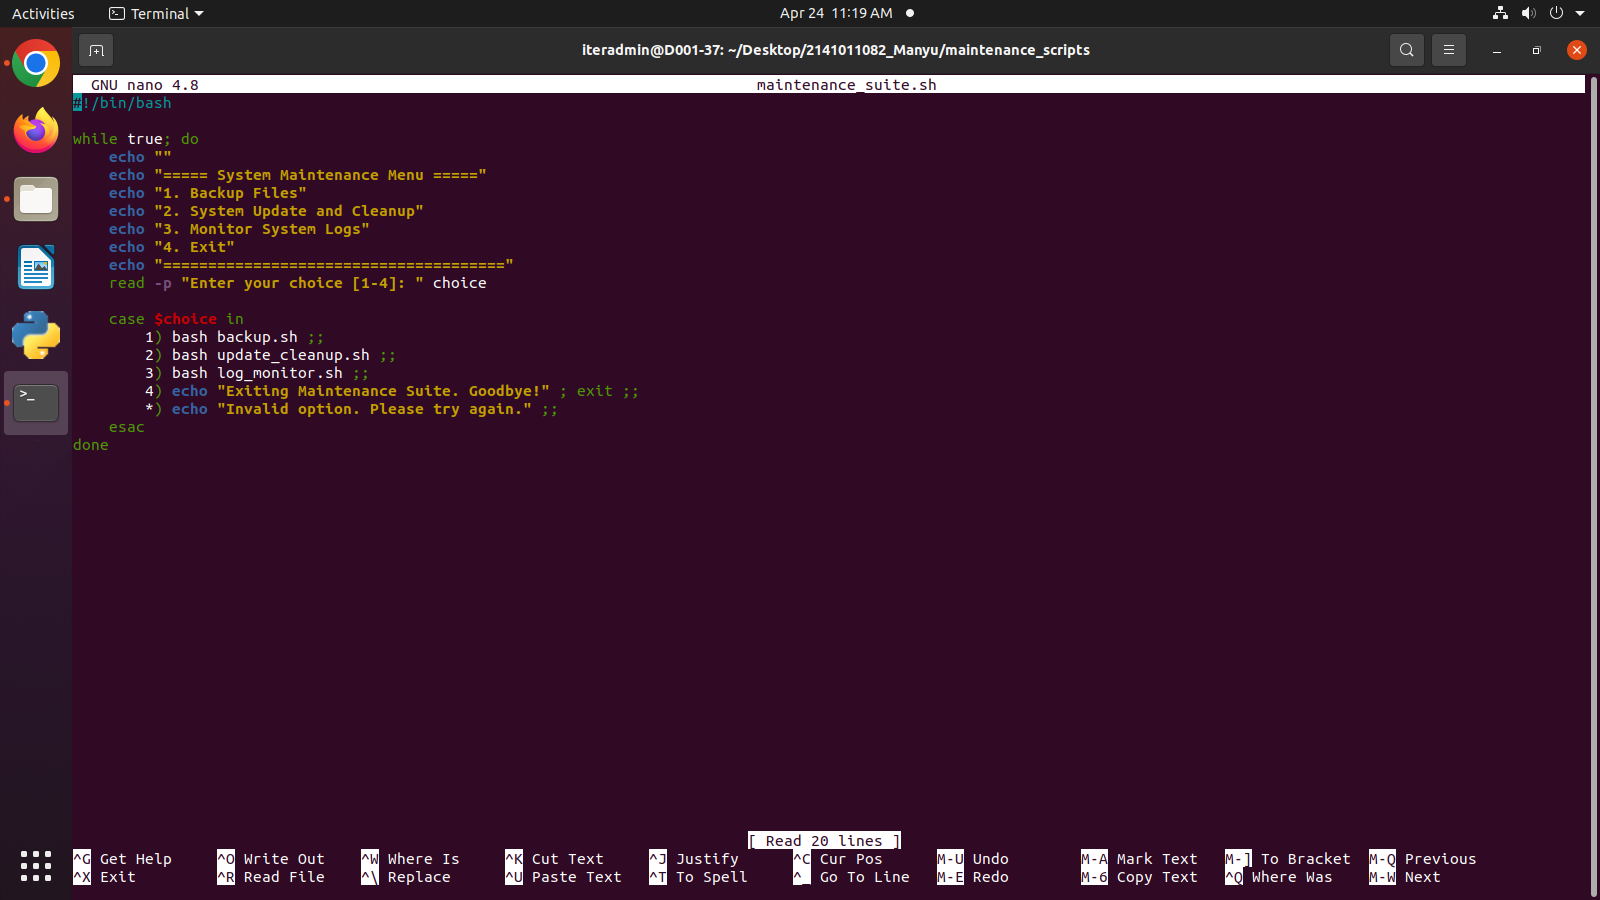 Activities Terminal Apr 24 11:19 AM
iteradmin@D001-37: ~/Desktop/2141011082_Manyu/maintenance_scripts
GNU nano 4.8 maintenance_suite.sh
#!/bin/bash
while true; do
    echo ""
    echo "===== System Maintenance Menu ====="
    echo "1. Backup Files"
    echo "2. System Update and Cleanup"
    echo "3. Monitor System Logs"
    echo "4. Exit"
    echo "======================================"
    read -p "Enter your choice [1-4]: " choice
    case $choice in
        1) bash backup.sh ;;
        2) bash update_cleanup.sh ;;
        3) bash log_monitor.sh ;;
        4) echo "Exiting Maintenance Suite. Goodbye!" ; exit ;;
        *) echo "Invalid option. Please try again." ;;
    esac
done
[ Read 20 lines ]
^G Get Help ^O Write Out ^W Where Is ^K Cut Text ^J Justify ^C Cur Pos M-U Undo M-A Mark Text M-] To Bracket M-Q Previous
^X Exit ^R Read File ^\ Replace ^U Paste Text ^T To Spell ^_ Go To Line M-E Redo M-6 Copy Text ^Q Where Was M-W Next